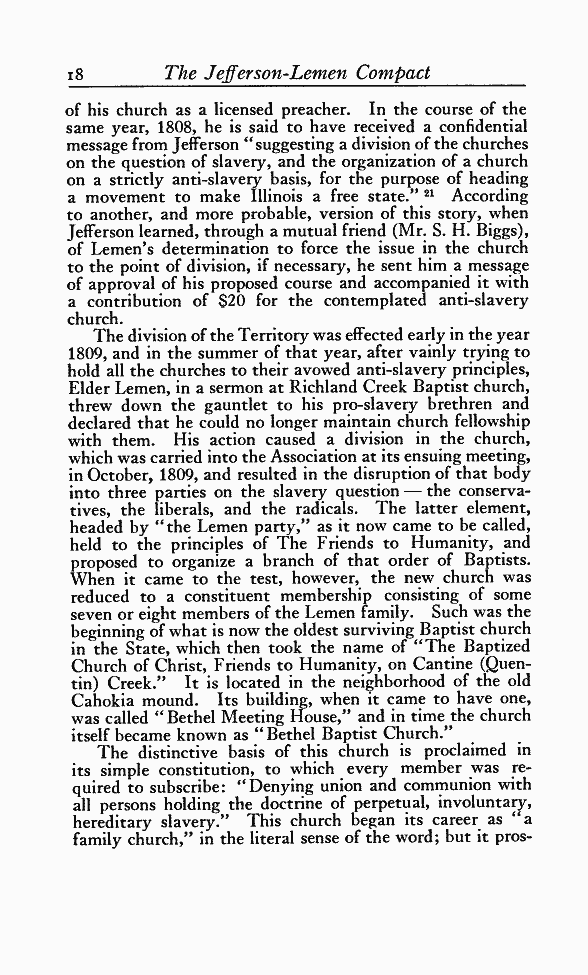 18 The Jefferson-Lemen Compact
of his church as a licensed preacher. In the course of the
same year, 1808, he is said to have received a confidential
message from Jefferson “suggesting a division of the churches
on the question of slavery, and the organization of a church
on a strictly anti-slavery basis, for the purpose of heading
a movement to make Illinois a free state.” 21 According
to another, and more probable, version of this story, when
Jefferson learned, through a mutual friend (Mr. S. H. Biggs),
of Lemen’s determination to force the issue in the church
to the point of division, if necessary, he sent him a message
of approval of his proposed course and accompanied it with
a contribution of $20 for the contemplated anti-slavery
church.
The division of the Territory was effected early in the year
1809, and in the summer of that year, after vainly trying to
hold all the churches to their avowed anti-slavery principles,
Elder Lemen, in a sermon at Richland Creek Baptist church,
threw down the gauntlet to his pro-slavery brethren and
declared that he could no longer maintain church fellowship
with them. His action caused a division in the church,
which was carried into the Association at its ensuing meeting,
in October, 1809, and resulted in the disruption of that body
into three parties on the slavery question — the conserva-
tives, the liberals, and the radicals. The latter element,
headed by “the Lemen party,” as it now came to be called,
held to the principles of The Friends to Humanity, and
proposed to organize a branch of that order of Baptists.
When it came to the test, however, the new church was
reduced to a constituent membership consisting of some
seven or eight members of the Lemen family. Such was the
beginning of what is now the oldest surviving Baptist church
in the State, which then took the name of “The Baptized
Church of Christ, Friends to Humanity, on Cantine (Quen-
tin) Creek.” It is located in the neighborhood of the old
Cahokia mound. Its building, when it came to have one,
was called “Bethel Meeting House,” and in time the church
itself became known as “Bethel Baptist Church.”
The distinctive basis of this church is proclaimed in
its simple constitution, to which every member was re-
quired to subscribe: “Denying union and communion with
all persons holding the doctrine of perpetual, involuntary,
hereditary slavery.” This church began its career as “a
family church,” in the literal sense of the word; but it pros-